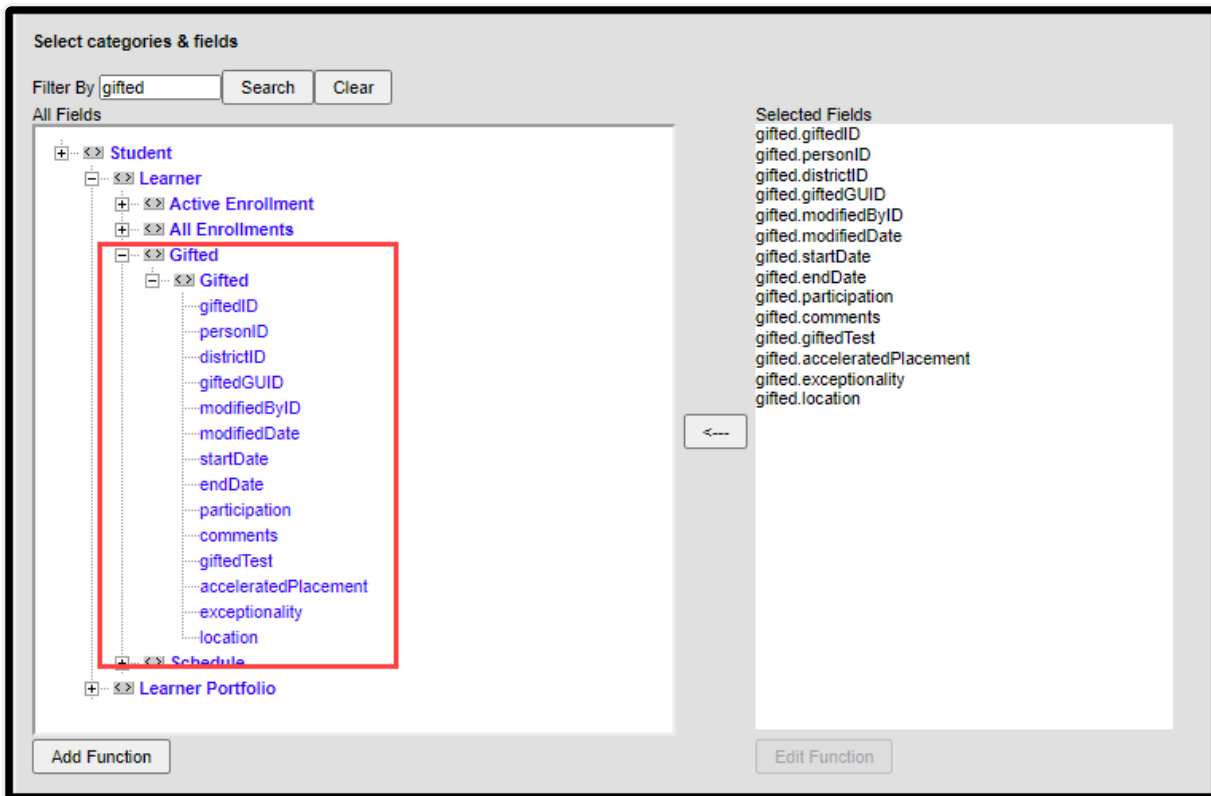 Select categories & fields
Filter By gifted Search Clear
All Fields
Student
Learner
Active Enrollment
All Enrollments
Gifted
Gifted
giftedID
personID
districtID
giftedGUID
modifiedByID
modifiedDate
startDate
endDate
participation
comments
giftedTest
acceleratedPlacement
exceptionality
location
Schedule
Learner Portfolio
Add Function
<---
Selected Fields
gifted.giftedID
gifted.personID
gifted.districtID
gifted.giftedGUID
gifted.modifiedByID
gifted.modifiedDate
gifted.startDate
gifted.endDate
gifted.participation
gifted.comments
gifted.giftedTest
gifted.acceleratedPlacement
gifted.exceptionality
gifted.location
Edit Function